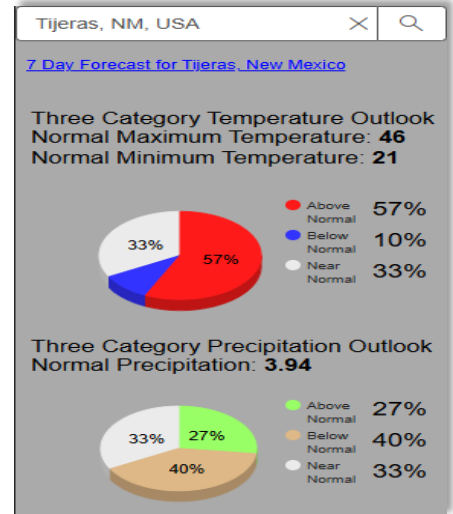 Tijeras, NM, USA
7 Day Forecast for Tijeras, New Mexico
Three Category Temperature Outlook
Normal Maximum Temperature: 46
Normal Minimum Temperature: 21
33%
57%
Above Normal 57%
Below Normal 10%
Near Normal 33%
Three Category Precipitation Outlook
Normal Precipitation: 3.94
33%
27%
40%
Above Normal 27%
Below Normal 40%
Near Normal 33%